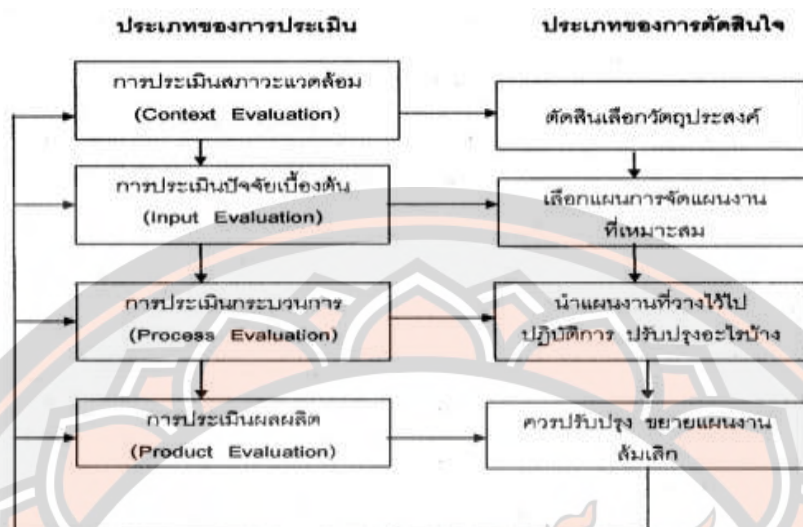 ประเภทของการประเมิน
ประเภทของการตัดสินใจ
การประเมินสภาวะแวดล้อม
(Context Evaluation)
ตัดสินเลือกวัตถุประสงค์
การประเมินปัจจัยเบื้องต้น
(Input Evaluation)
เลือกแผนการจัดแผนงาน
ที่เหมาะสม
การประเมินกระบวนการ
(Process Evaluation)
นำแผนงานที่วางไว้ไป
ปฏิบัติการ ปรับปรุงอะไรบ้าง
การประเมินผลผลิต
(Product Evaluation)
ควรปรับปรุง ขยายแผนงาน
ล้มเลิก